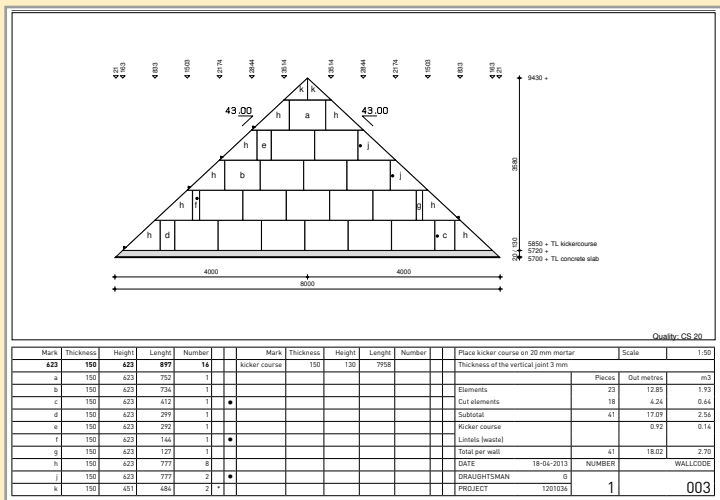 21 163 833 1503 2174 2844 3514 3514 2844 2174 1503 833 163 21
9430 +
k k
43.00 43.00
h a h
h e j
3580
h b j
h f g h
h d c h
20 / 130
5850 + TL kickercourse
5720 +
5700 + TL concrete slab
4000 4000
8000
Quality: CS 20
Mark Thickness Height Lenght Number Mark Thickness Height Lenght Number Place kicker course on 20 mm mortar Scale 1:50
623 150 623 897 16 kicker course 150 130 7958 Thickness of the vertical joint 3 mm
a 150 623 752 1 Pieces Out metres m3
b 150 623 734 1 Elements 23 12.85 1.93
c 150 623 412 1 ● Cut elements 18 4.24 0.64
d 150 623 299 1 Subtotal 41 17.09 2.56
e 150 623 292 1 Kicker course 0.92 0.14
f 150 623 144 1 ● Lintels (waste)
g 150 623 127 1 Total per wall 41 18.02 2.70
h 150 623 777 8 DATE 18-04-2013 NUMBER WALLCODE
j 150 623 777 2 ● DRAUGHTSMAN G
k 150 451 484 2 * PROJECT 1201036 1 003